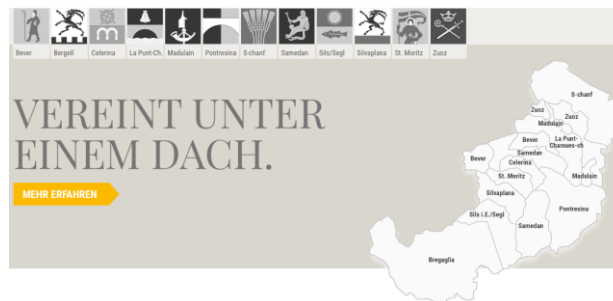 Bever Bergell Celerina La Punt-Ch. Madulain Pontresina S-chanf Samedan Sils/Segl Silvaplana St. Moritz Zuoz
VEREINT UNTER
EINEM DACH.
MEHR ERFAHREN
S-chanf
Zuoz
Zuoz
Madulain
Bever
La Punt-
Chamues-ch
Samedan
Bever
Celerina
St. Moritz
Madulain
Silvaplana
Pontresina
Sils i.E./Segl
Samedan
Bregaglia